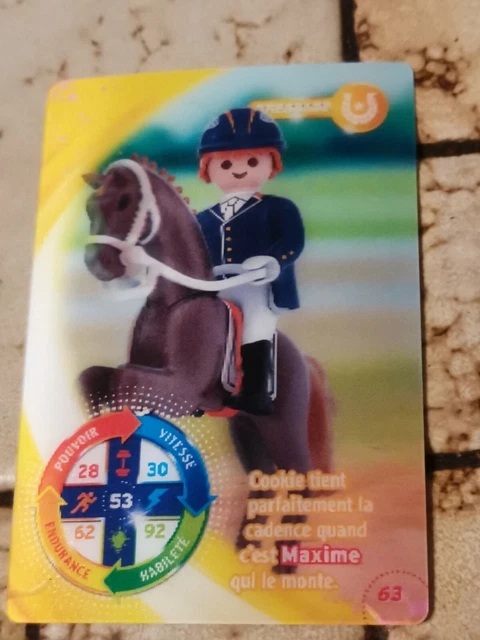 POUVOIR
VITESSE
28
30
53
62
92
ENDURANCE
HABILETÉ
Cookie tient
parfaitement la
cadence quand
c'est Maxime
qui le monte.
63